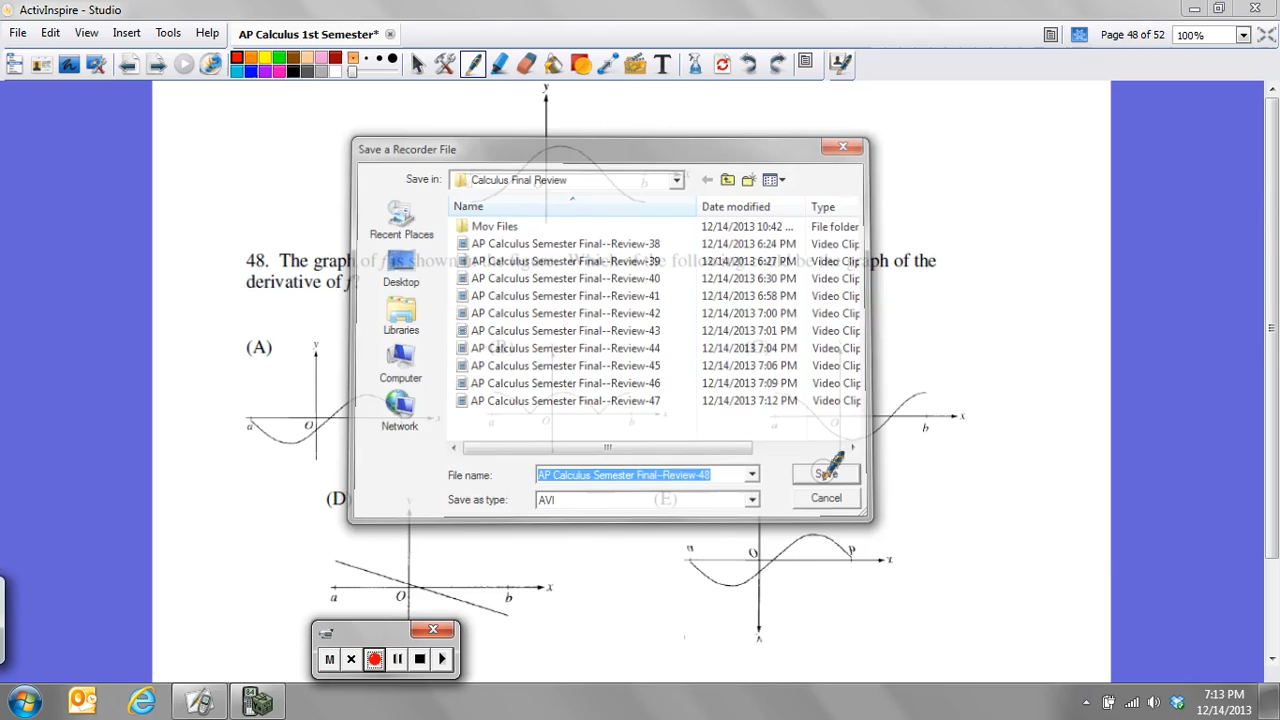 ActivInspire - Studio
File Edit View Insert Tools Help
AP Calculus 1st Semester*
Page 48 of 52
100%
T
y
Save a Recorder File
Save in:
Calculus Final Review
x
b
Name
Date modified
Type
Recent Places
Desktop
Libraries
Computer
Network
Mov Files 12/14/2013 10:42 ... File folder
AP Calculus Semester Final--Review-38 12/14/2013 6:24 PM Video Clip
AP Calculus Semester Final--Review-39 12/14/2013 6:27 PM Video Clip
AP Calculus Semester Final--Review-40 12/14/2013 6:30 PM Video Clip
AP Calculus Semester Final--Review-41 12/14/2013 6:58 PM Video Clip
AP Calculus Semester Final--Review-42 12/14/2013 7:00 PM Video Clip
AP Calculus Semester Final--Review-43 12/14/2013 7:01 PM Video Clip
AP Calculus Semester Final--Review-44 12/14/2013 7:04 PM Video Clip
AP Calculus Semester Final--Review-45 12/14/2013 7:06 PM Video Clip
AP Calculus Semester Final--Review-46 12/14/2013 7:09 PM Video Clip
AP Calculus Semester Final--Review-47 12/14/2013 7:12 PM Video Clip
File name:
AP Calculus Semester Final--Review-48
Save
Save as type:
AVI
Cancel
48. The graph of f is shown be the graph of the
derivative of f?
(A)
y
a O
a b x
(D)
(E)
a O b x
O x
M
7:13 PM
12/14/2013